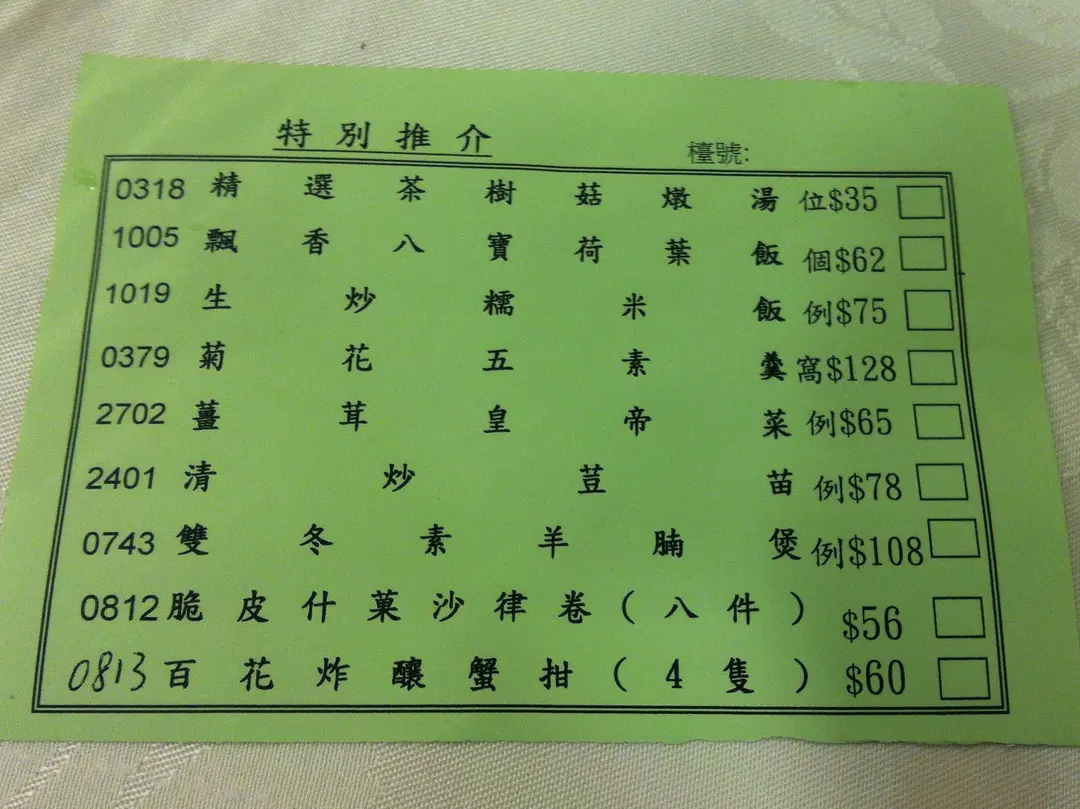 特別推介 檯號:
0318 精選茶樹菇燉湯 位$35
1005 飄香八寶荷葉飯 個$62
1019 生炒糯米飯 例$75
0379 菊花五素羹 窩$128
2702 薑茸皇帝菜 例$65
2401 清炒荳苗 例$78
0743 雙冬素羊腩煲 例$108
0812 脆皮什菓沙律卷(八件) $56
0813 百花炸釀蟹拑(4隻) $60